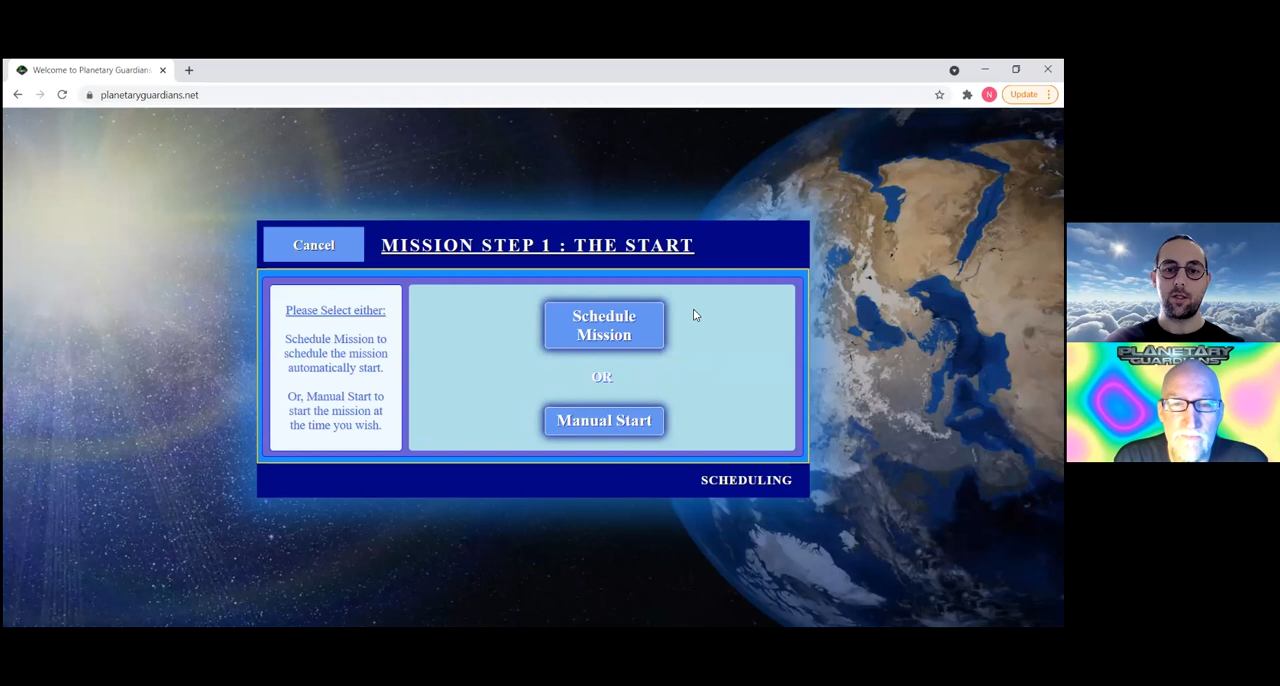 Welcome to Planetary Guardians
planetaryguardians.net
Update
Cancel
MISSION STEP 1 : THE START
Please Select either:
Schedule Mission to
schedule the mission
automatically start.
Or, Manual Start to
start the mission at
the time you wish.
Schedule
Mission
OR
Manual Start
SCHEDULING
N
PLANETARY
GUARDIANS